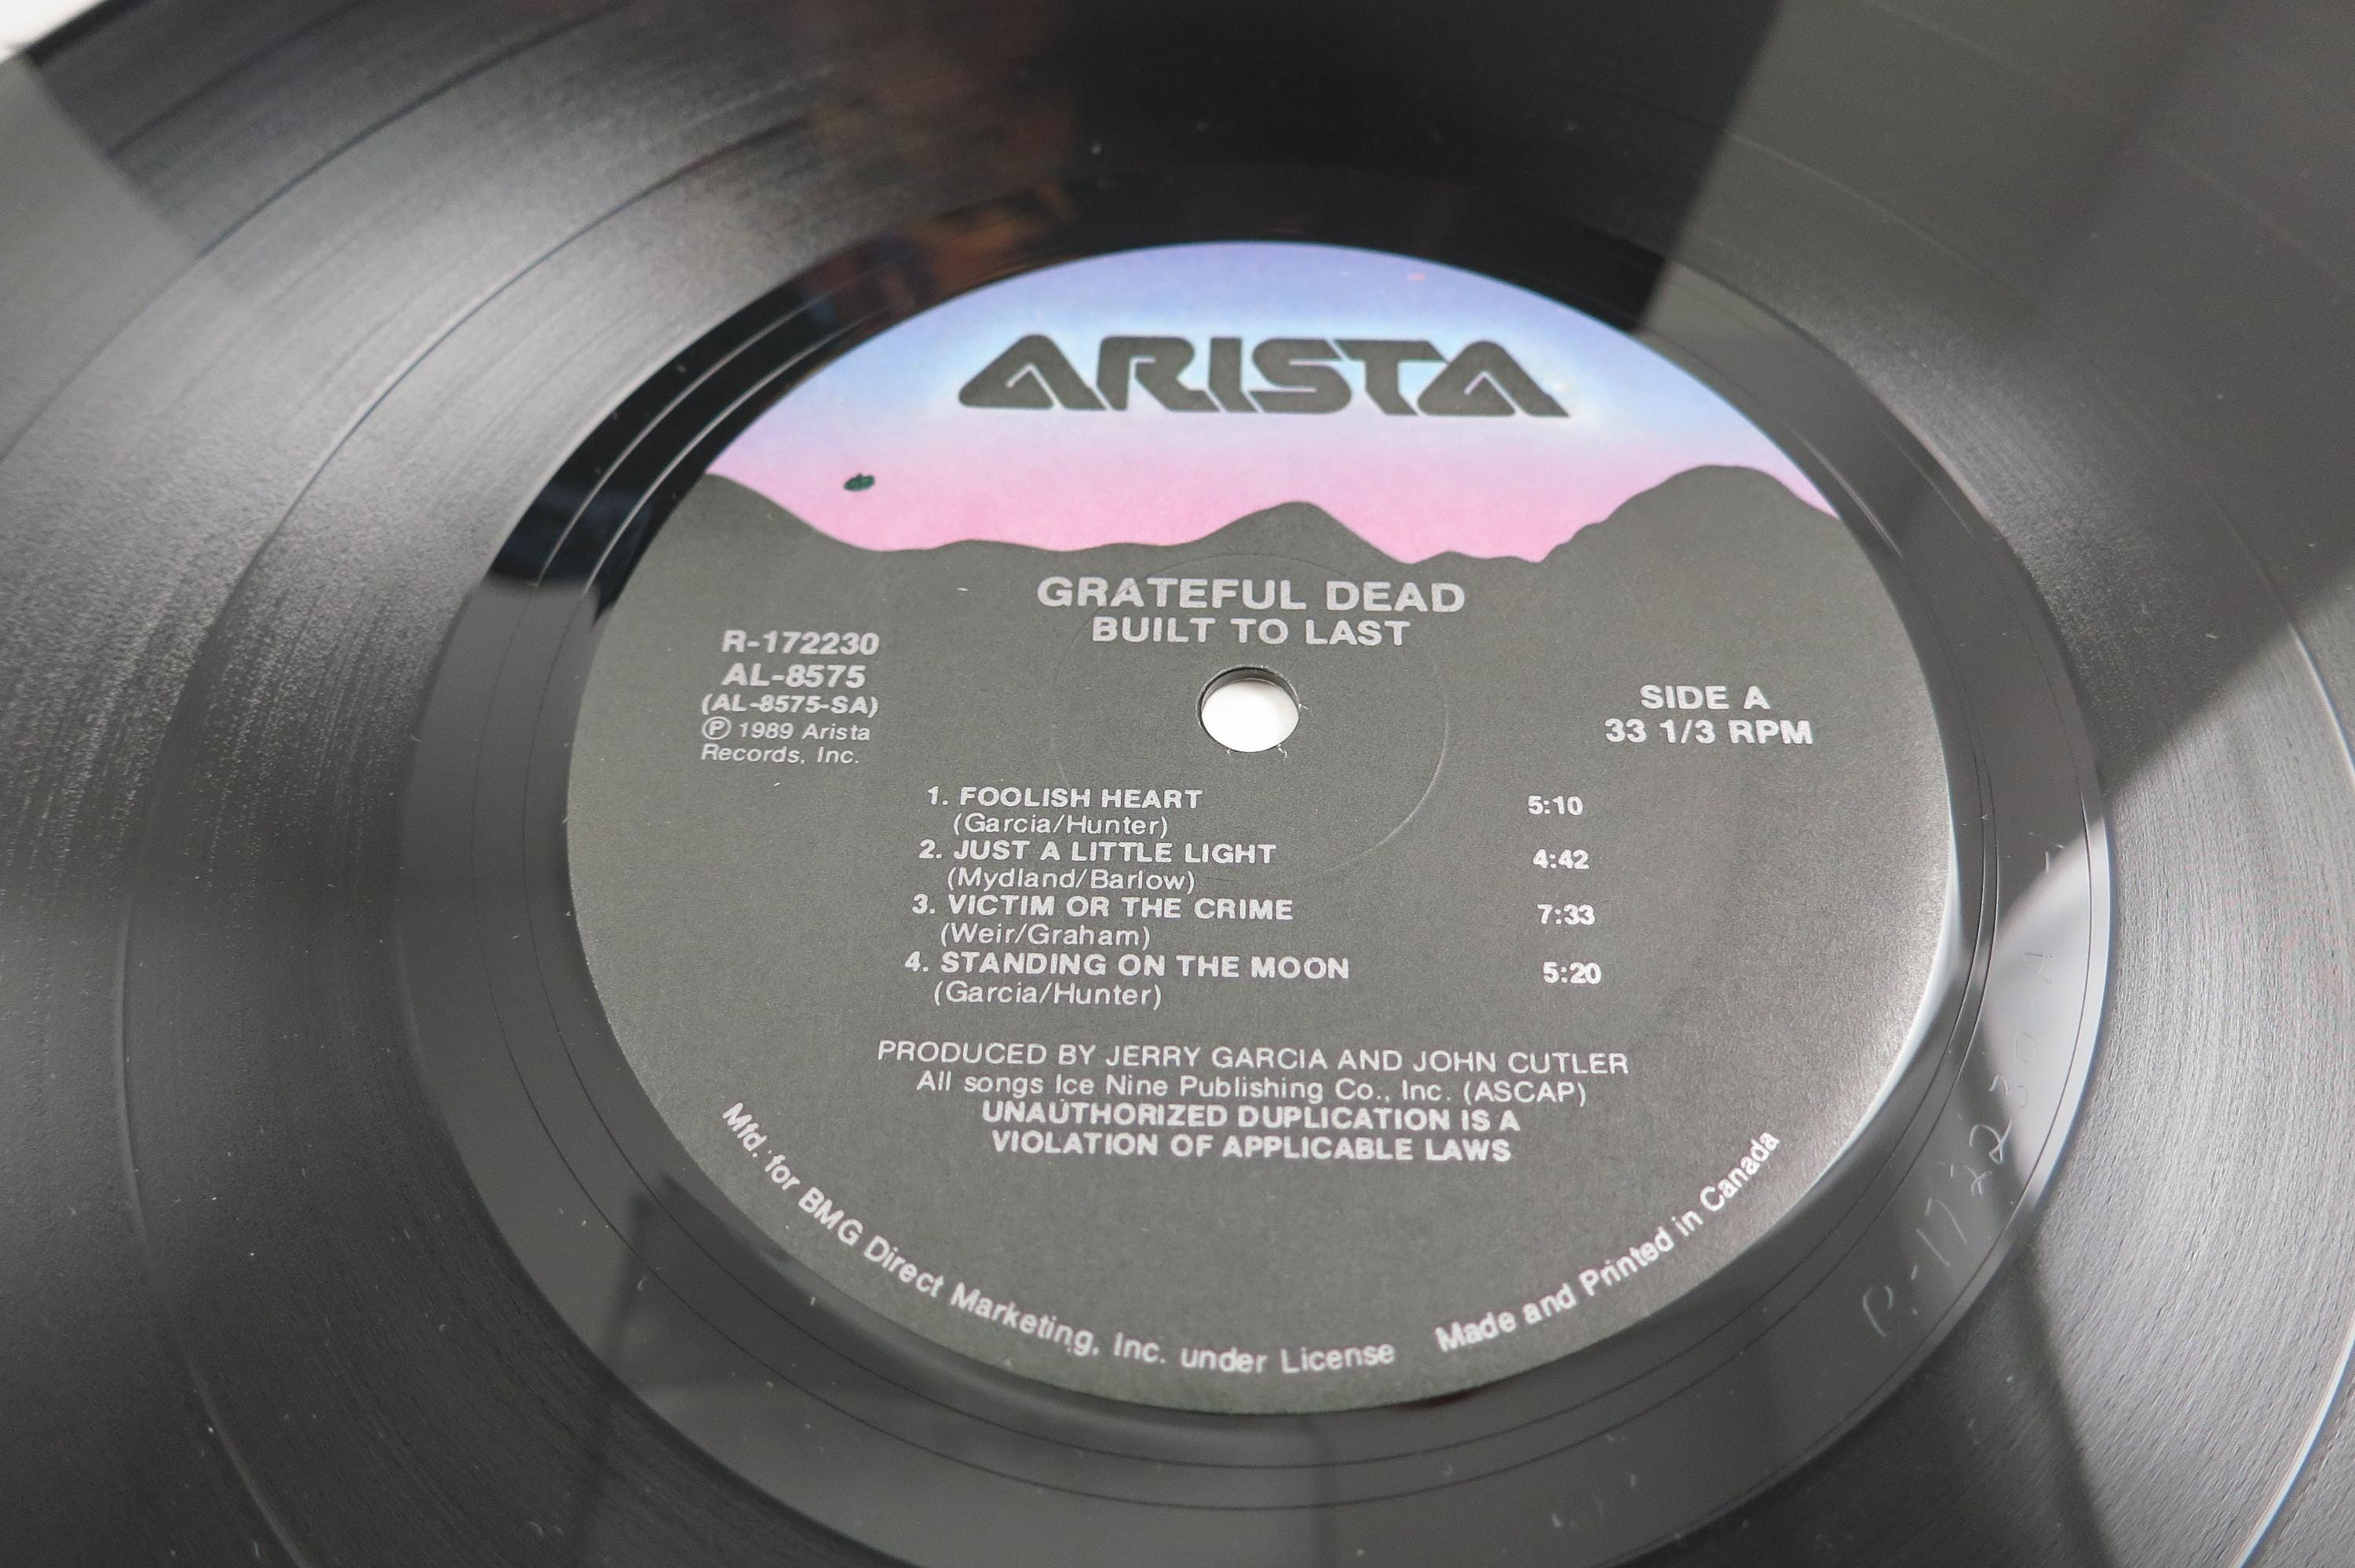 ARISTA
GRATEFUL DEAD
BUILT TO LAST
R-172230
AL-8575
(AL-8575-SA)
Ⓟ 1989 Arista
Records, Inc.
SIDE A
33 1/3 RPM
1. FOOLISH HEART 5:10
(Garcia/Hunter)
2. JUST A LITTLE LIGHT 4:42
(Mydland/Barlow)
3. VICTIM OR THE CRIME 7:33
(Weir/Graham)
4. STANDING ON THE MOON 5:20
(Garcia/Hunter)
PRODUCED BY JERRY GARCIA AND JOHN CUTLER
All songs Ice Nine Publishing Co., Inc. (ASCAP)
UNAUTHORIZED DUPLICATION IS A
VIOLATION OF APPLICABLE LAWS
Mfd. for BMG Direct Marketing, Inc. under License Made and Printed in Canada